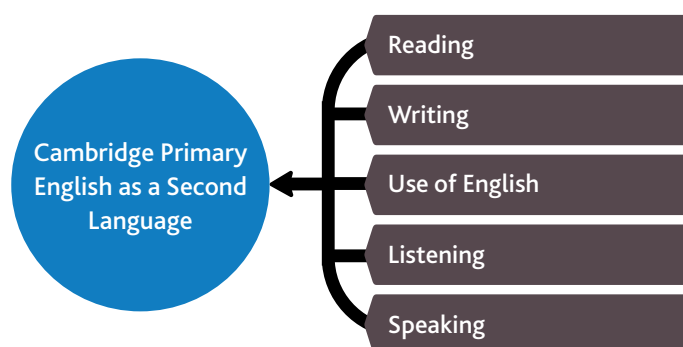 Cambridge Primary
English as a Second
Language
Reading
Writing
Use of English
Listening
Speaking